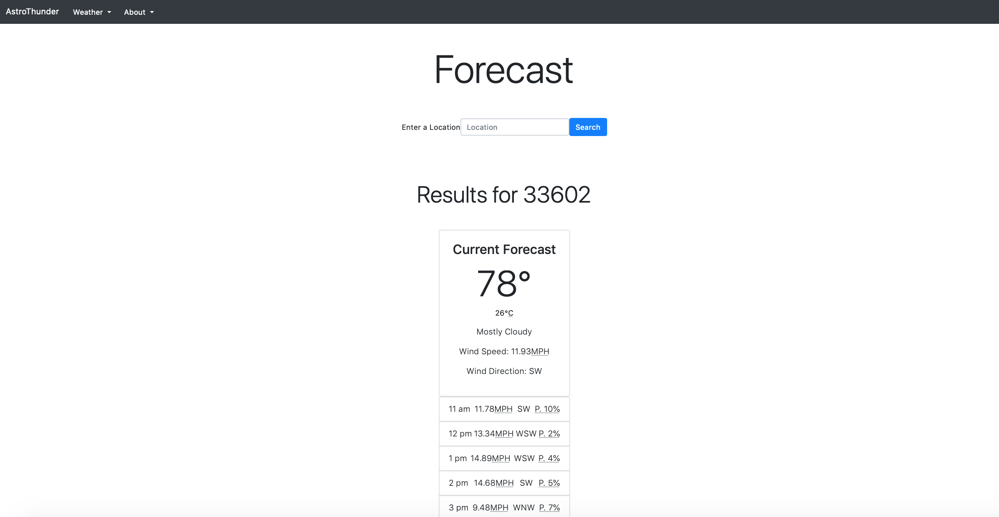 AstroThunder Weather About
Forecast
Enter a Location Location Search
Results for 33602
Current Forecast
78°
26°C
Mostly Cloudy
Wind Speed: 11.93MPH
Wind Direction: SW
11 am 11.78MPH SW P. 10%
12 pm 13.34MPH WSW P. 2%
1 pm 14.89MPH WSW P. 4%
2 pm 14.68MPH SW P. 5%
3 pm 9.48MPH WNW P. 7%